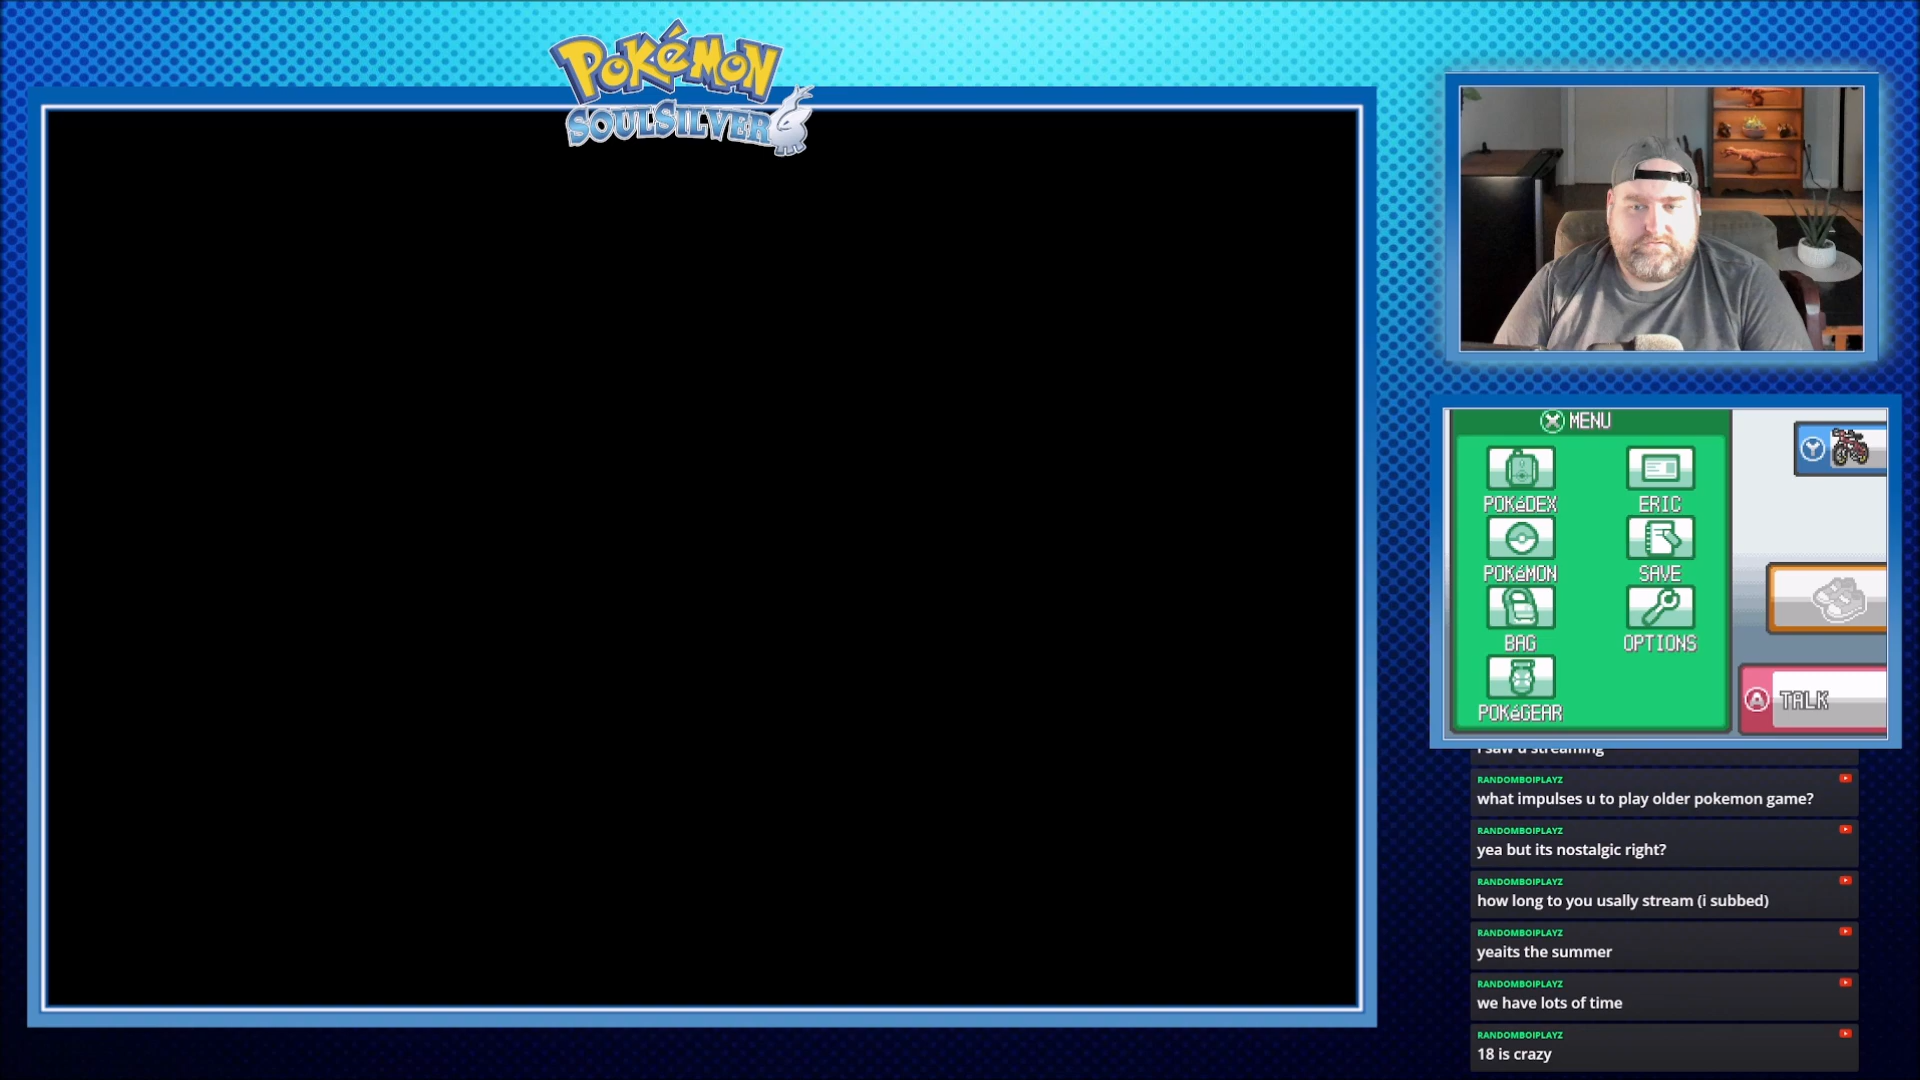 POKéMON
SOULSILVER
MENU
Y
POKéDEX
ERIC
POKéMON
SAVE
BAG
OPTIONS
POKéGEAR
A TALK
i saw u streaming
RANDOMBOIPLAYZ
what impulses u to play older pokemon game?
RANDOMBOIPLAYZ
yea but its nostalgic right?
RANDOMBOIPLAYZ
how long to you usally stream (i subbed)
RANDOMBOIPLAYZ
yeaits the summer
RANDOMBOIPLAYZ
we have lots of time
RANDOMBOIPLAYZ
18 is crazy